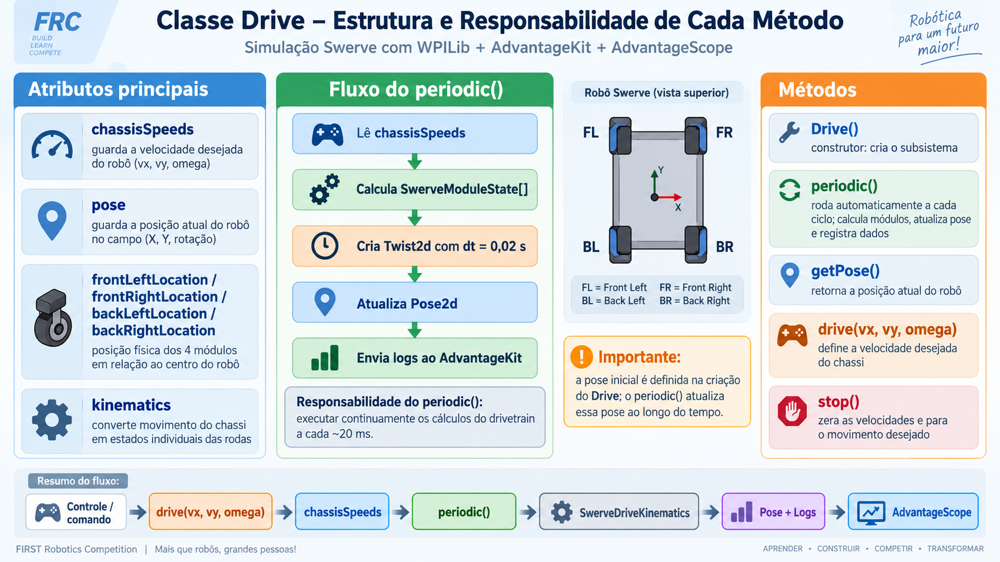 FRC
BUILD
LEARN
COMPETE
Classe Drive – Estrutura e Responsabilidade de Cada Método
Simulação Swerve com WPILib + AdvantageKit + AdvantageScope
Robótica
para um futuro
maior!
Atributos principais
chassisSpeeds
guarda a velocidade desejada
do robô (vx, vy, omega)
pose
guarda a posição atual do robô
no campo (X, Y, rotação)
frontLeftLocation /
frontRightLocation /
backLeftLocation /
backRightLocation
posição física dos 4 módulos
em relação ao centro do robô
kinematics
converte movimento do chassi
em estados individuais das rodas
Fluxo do periodic()
Lê chassisSpeeds
Calcula SwerveModuleState[]
Cria Twist2d com dt = 0,02 s
Atualiza Pose2d
Envia logs ao AdvantageKit
Responsabilidade do periodic():
executar continuamente os cálculos do drivetrain
a cada ~20 ms.
Robô Swerve (vista superior)
FL
FR
Y
X
BL
BR
FL = Front Left FR = Front Right
BL = Back Left BR = Back Right
Importante:
a pose inicial é definida na criação
do Drive; o periodic() atualiza
essa pose ao longo do tempo.
Métodos
Drive()
construtor: cria o subsistema
periodic()
roda automaticamente a cada
ciclo; calcula módulos, atualiza pose
e registra dados
getPose()
retorna a posição atual do robô
drive(vx, vy, omega)
define a velocidade desejada
do chassi
stop()
zera as velocidades e para
o movimento desejado
Resumo do fluxo:
Controle /
comando
drive(vx, vy, omega)
chassisSpeeds
periodic()
SwerveDriveKinematics
Pose + Logs
AdvantageScope
FIRST Robotics Competition | Mais que robôs, grandes pessoas!
APRENDER • CONSTRUIR • COMPETIR • TRANSFORMAR